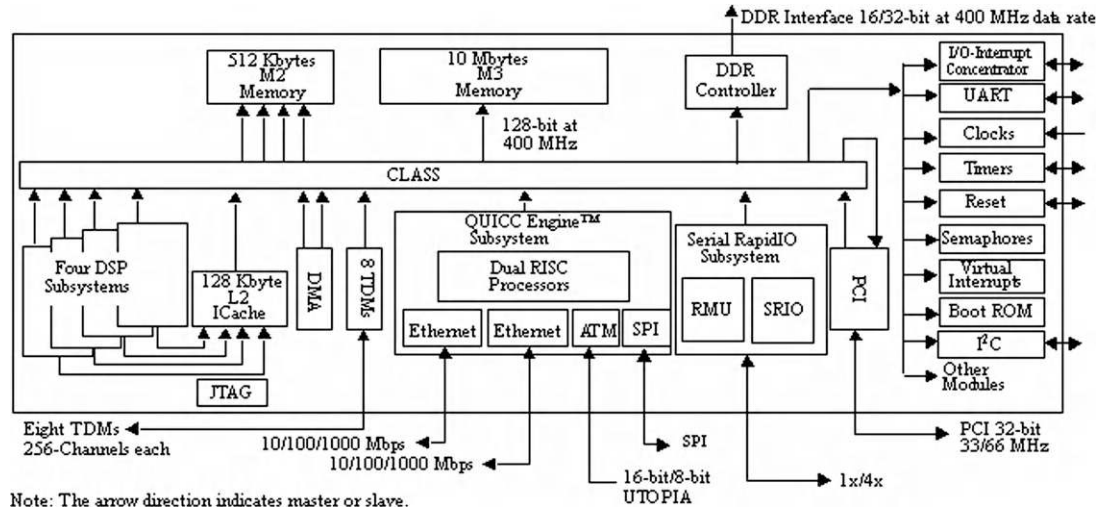 DDR Interface 16/32-bit at 400 MHz data rate
512 Kbytes
M2
Memory
10 Mbytes
M3
Memory
DDR
Controller
I/O-Interrupt
Concentrator
UART
128-bit at
400 MHz
Clocks
CLASS
Timers
Reset
QUICC Engine™
Subsystem
Serial RapidIO
Subsystem
Semaphores
Four DSP
Subsystems
128 Kbyte
L2
ICache
DMA
8 TDMs
Dual RISC
Processors
RMU
SRIO
PCI
Virtual
Interrupts
Boot ROM
Ethernet
Ethernet
ATM
SPI
I²C
Other
Modules
JTAG
Eight TDMs
256-Channels each
10/100/1000 Mbps
10/100/1000 Mbps
SPI
PCI 32-bit
33/66 MHz
16-bit/8-bit
UTOPIA
1x/4x
Note: The arrow direction indicates master or slave.